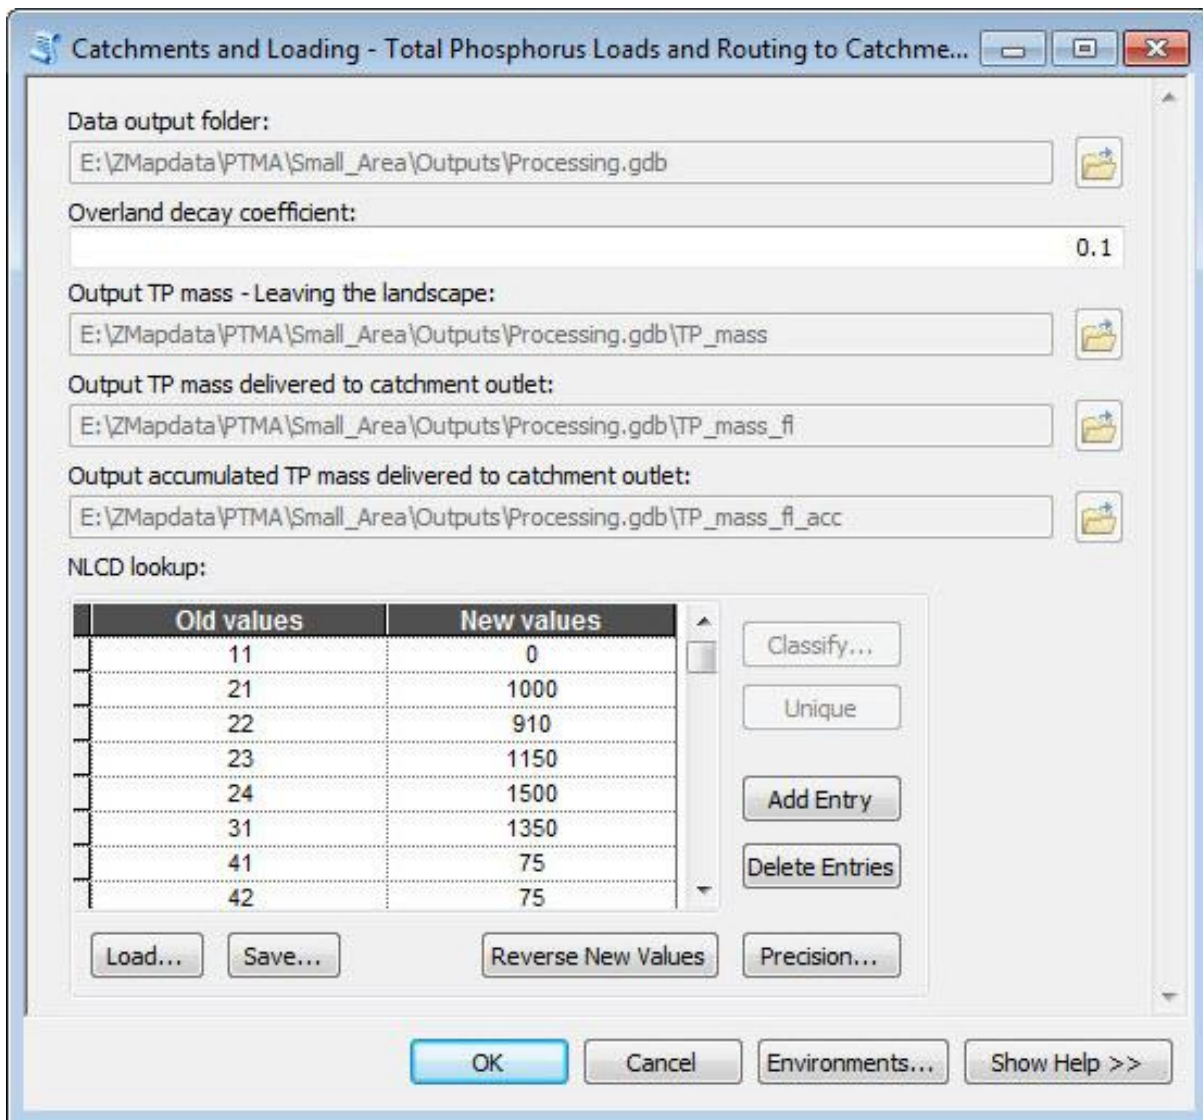 Catchments and Loading - Total Phosphorus Loads and Routing to Catchme...
Data output folder:
E:\ZMapdata\PTMA\Small_Area\Outputs\Processing.gdb
Overland decay coefficient:
0.1
Output TP mass - Leaving the landscape:
E:\ZMapdata\PTMA\Small_Area\Outputs\Processing.gdb\TP_mass
Output TP mass delivered to catchment outlet:
E:\ZMapdata\PTMA\Small_Area\Outputs\Processing.gdb\TP_mass_fl
Output accumulated TP mass delivered to catchment outlet:
E:\ZMapdata\PTMA\Small_Area\Outputs\Processing.gdb\TP_mass_fl_acc
NLCD lookup:
Old values New values
11 0
21 1000
22 910
23 1150
24 1500
31 1350
41 75
42 75
Classify...
Unique
Add Entry
Delete Entries
Load... Save... Reverse New Values Precision...
OK Cancel Environments... Show Help >>